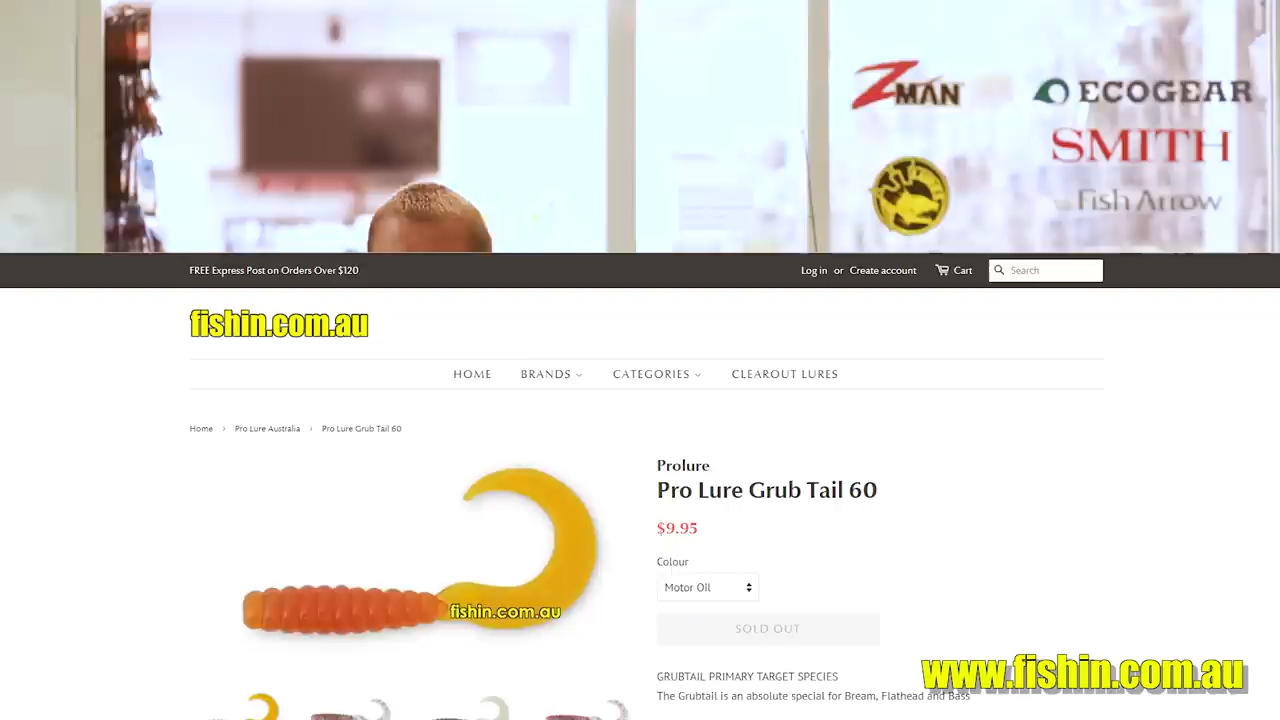 ZMAN
ECOGEAR
SMITH
Fish Arrow
FREE Express Post on Orders Over $120
Log in or Create account
Cart
Search
fishin.com.au
HOME
BRANDS
CATEGORIES
CLEAROUT LURES
Home › Pro Lure Australia › Pro Lure Grub Tail 60
Prolure
Pro Lure Grub Tail 60
$9.95
Colour
Motor Oil
fishin.com.au
SOLD OUT
GRUBTAIL PRIMARY TARGET SPECIES
The Grubtail is an absolute special for Bream, Flathead and Bass
www.fishin.com.au